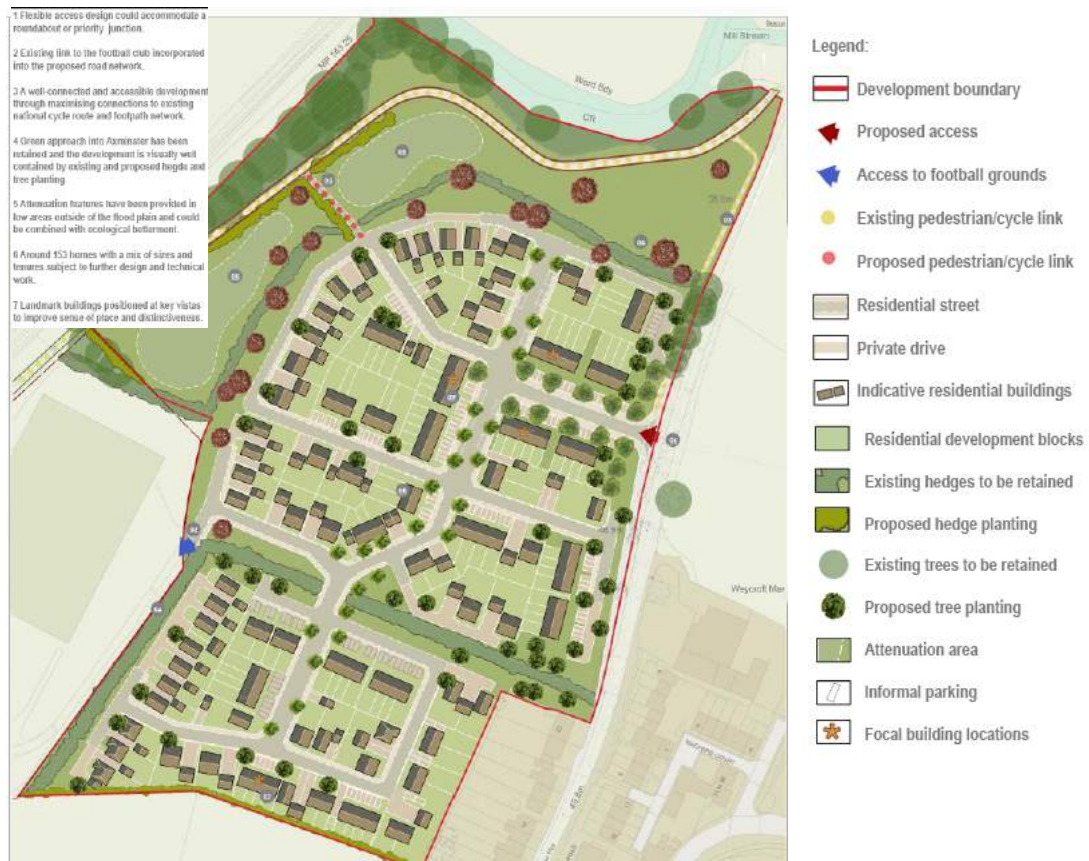 1 Flexible access design could accommodate a
roundabout or priority junction.
2 Existing link to the football club incorporated
into the proposed road network.
3 A well-connected and accessible development
through maximising connections to existing
national cycle route and footpath network.
4 Green approach into Axminster has been
retained and the development is visually well
contained by existing and proposed hegde and
tree planting
5 Attenuation features have been provided in
low areas outside of the flood plain and could
be combined with ecological betterment.
6 Around 153 homes with a mix of sizes and
tenures subject to further design and technical
work.
7 Landmark buildings positioned at key vistas
to improve sense of place and distinctiveness.
Mill Stream
Ward Bdy
CR
Weycroft
Legend:
Development boundary
Proposed access
Access to football grounds
Existing pedestrian/cycle link
Proposed pedestrian/cycle link
Residential street
Private drive
Indicative residential buildings
Residential development blocks
Existing hedges to be retained
Proposed hedge planting
Existing trees to be retained
Proposed tree planting
Attenuation area
Informal parking
Focal building locations